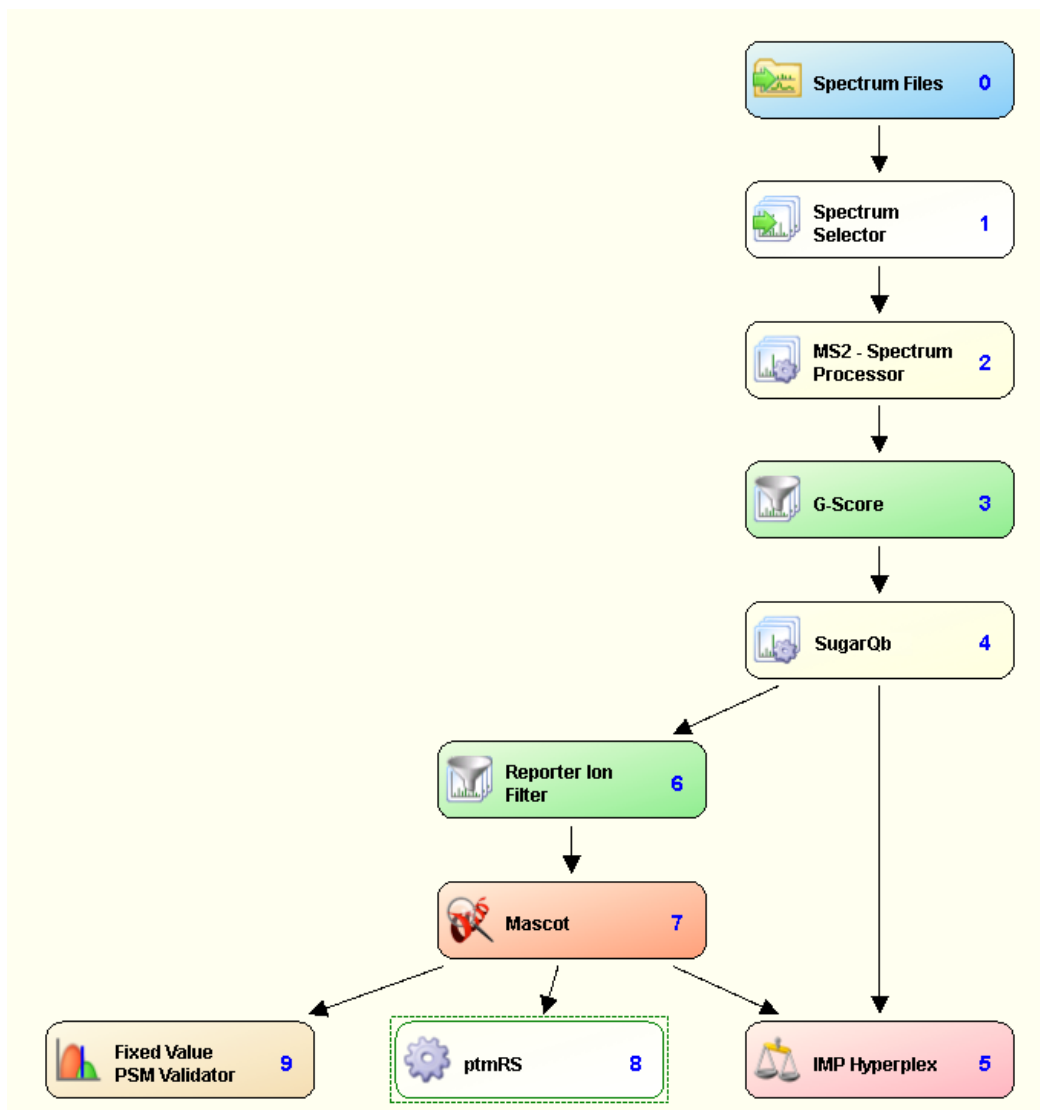 Spectrum Files 0
Spectrum
Selector
1
MS2 - Spectrum
Processor
2
G-Score 3
SugarQb 4
Reporter Ion
Filter
6
Mascot 7
Fixed Value
PSM Validator
9
ptmRS 8
IMP Hyperplex 5